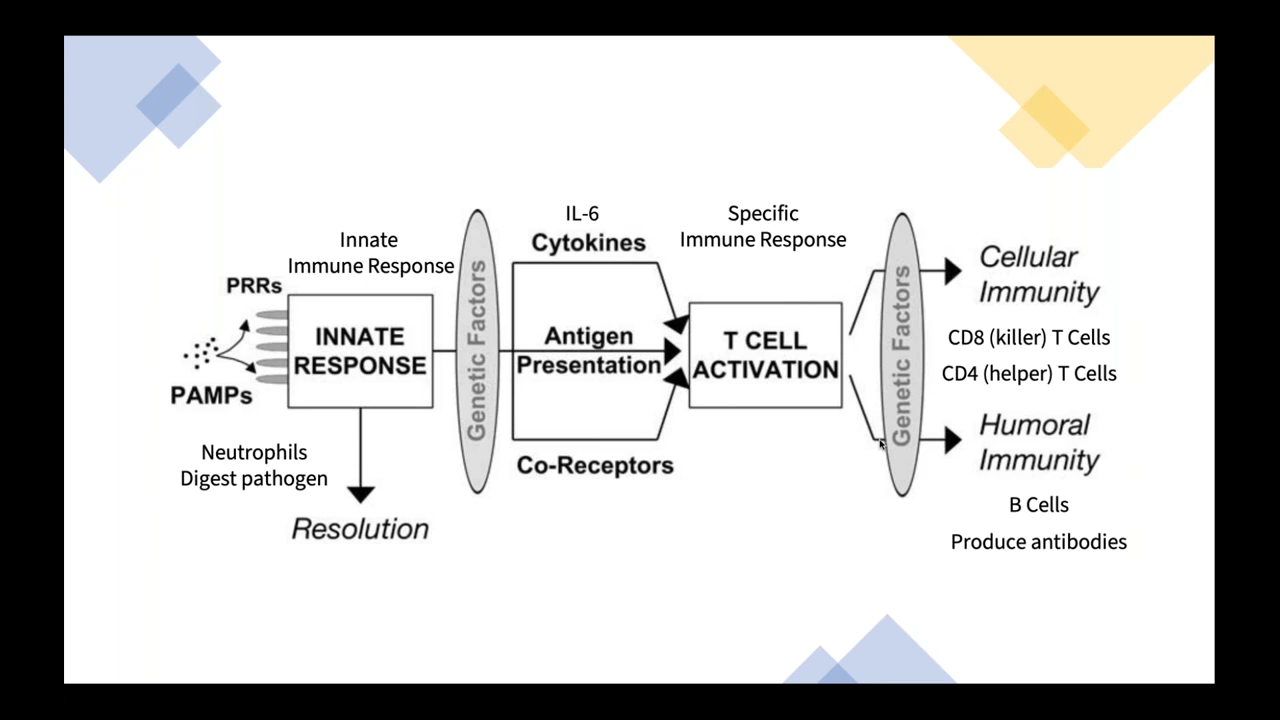 PRRs
PAMPs
Innate
Immune Response
INNATE
RESPONSE
Neutrophils
Digest pathogen
Resolution
Genetic Factors
IL-6
Cytokines
Antigen
Presentation
Co-Receptors
Specific
Immune Response
T CELL
ACTIVATION
Genetic Factors
Cellular
Immunity
CD8 (killer) T Cells
CD4 (helper) T Cells
Humoral
Immunity
B Cells
Produce antibodies